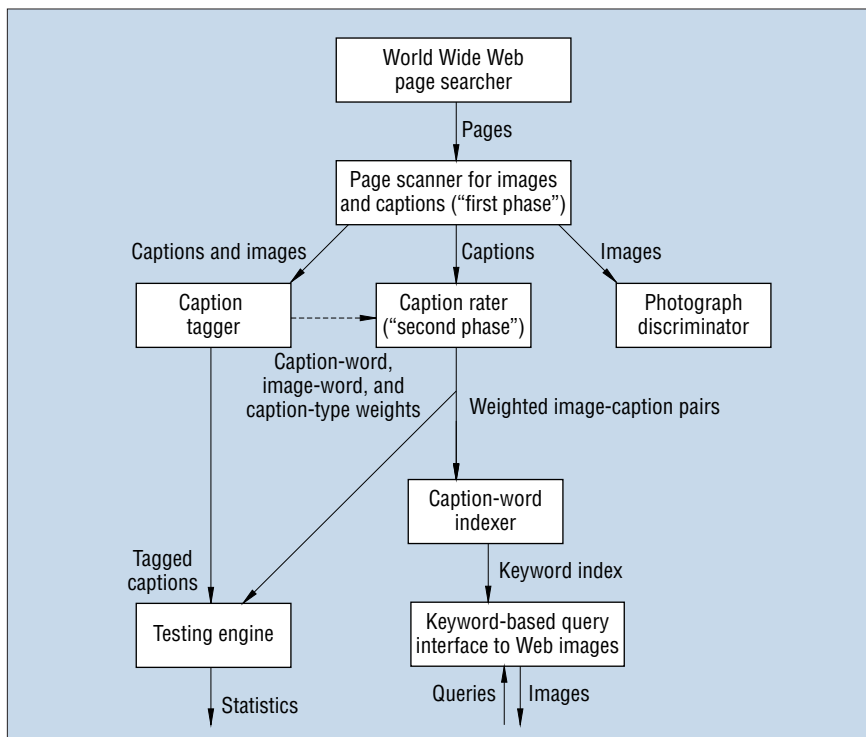 World Wide Web
page searcher
Pages
Page scanner for images
and captions (“first phase”)
Captions and images
Captions
Images
Caption
tagger
Caption rater
(“second phase”)
Photograph
discriminator
Caption-word,
image-word, and
caption-type weights
Weighted image-caption pairs
Caption-word
indexer
Tagged
captions
Keyword index
Testing engine
Keyword-based query
interface to Web images
Statistics
Queries
Images